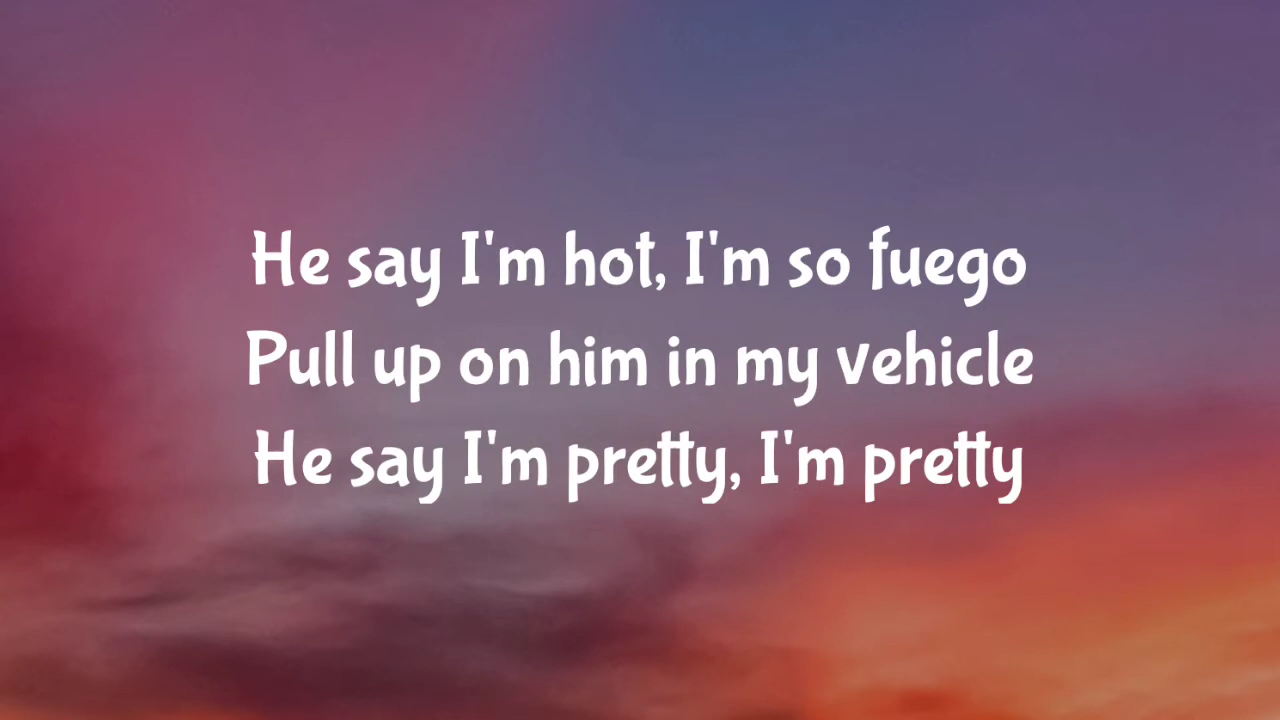 He say I'm hot, I'm so fuego
Pull up on him in my vehicle
He say I'm pretty, I'm pretty